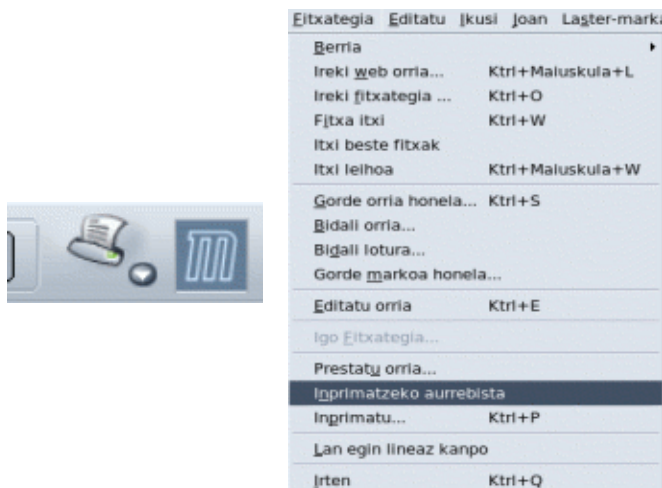 Fitxategia Editatu Ikusi Joan Laster-marka
Berria
Ireki web orria... Ktrl+Maiuskula+L
Ireki fitxategia ... Ktrl+O
Fitxa itxi Ktrl+W
Itxi beste fitxak
Itxi leihoa Ktrl+Maiuskula+W
Gorde orria honela... Ktrl+S
Bidali orria...
Bidali lotura...
Gorde markoa honela...
Editatu orria Ktrl+E
Igo Fitxategia...
Prestatu orria...
Inprimatzeko aurrebista
Inprimatu... Ktrl+P
Lan egin lineaz kanpo
Irten Ktrl+Q